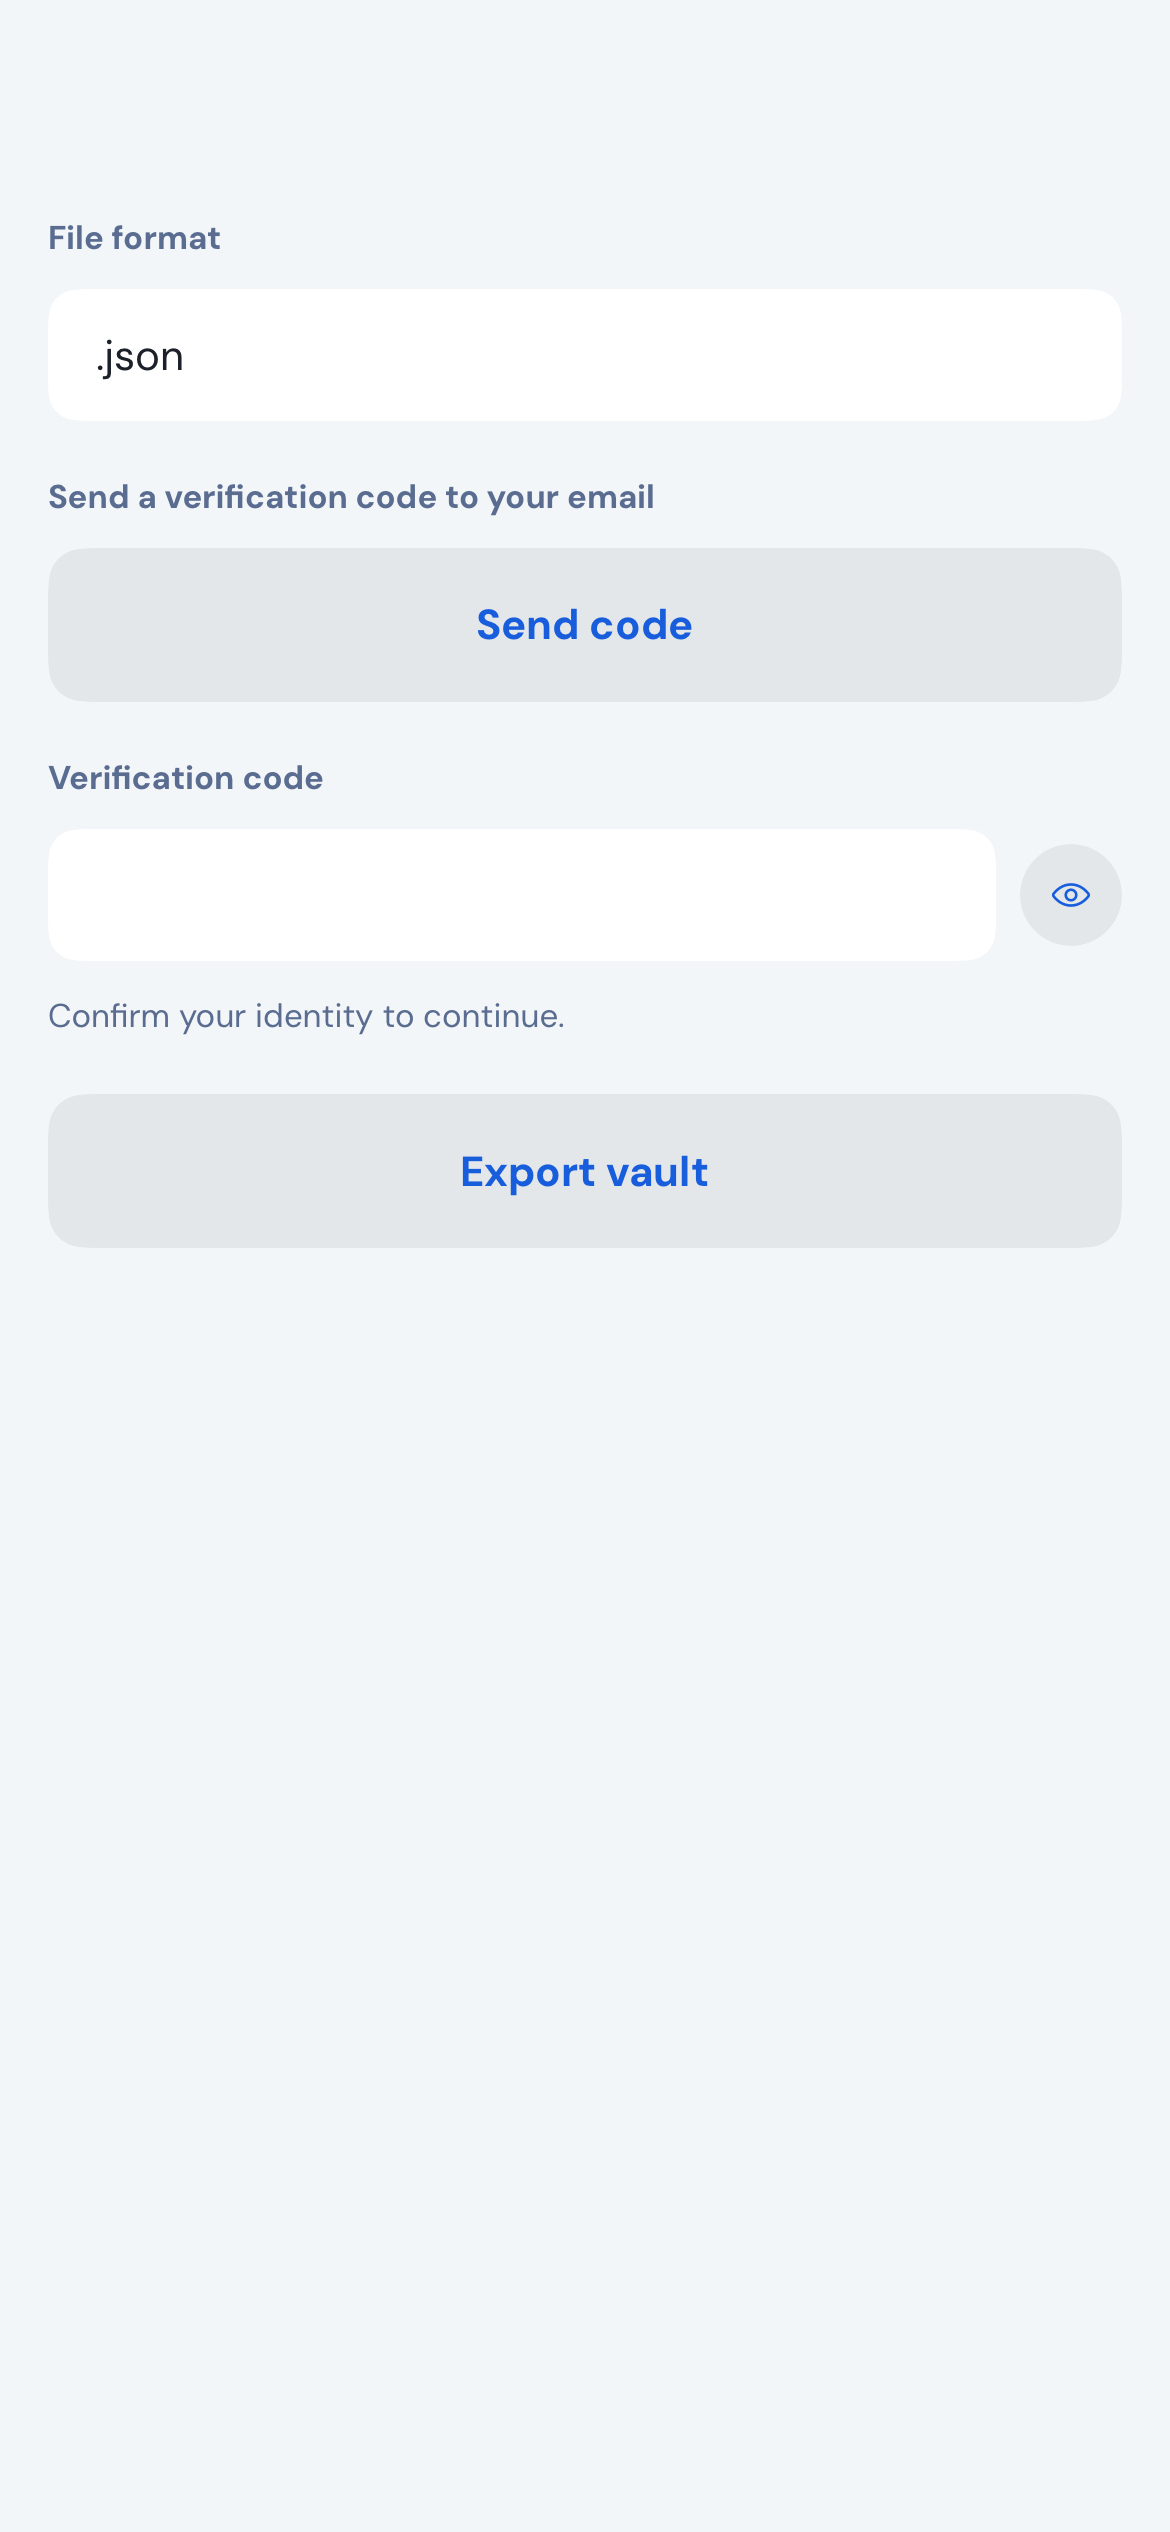 File format
.json
Send a verification code to your email
Send code
Verification code
Confirm your identity to continue.
Export vault